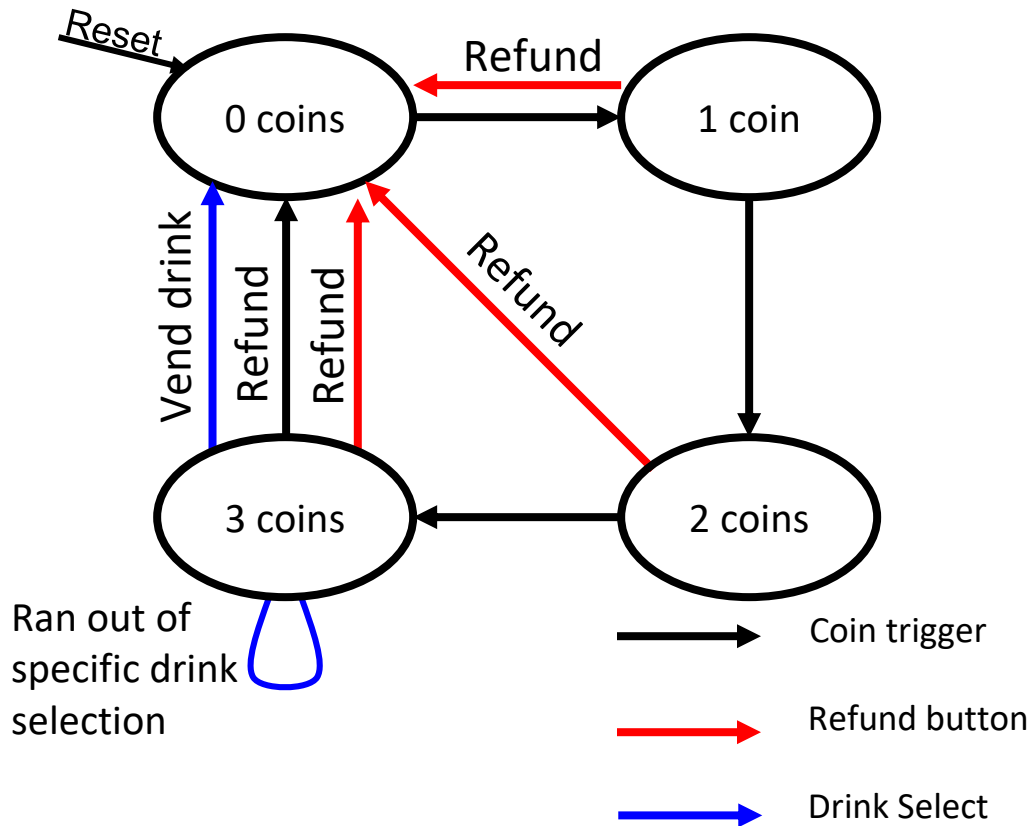 Reset
Refund
0 coins
1 coin
Vend drink
Refund
Refund
Refund
3 coins
2 coins
Ran out of
specific drink
selection
Coin trigger
Refund button
Drink Select